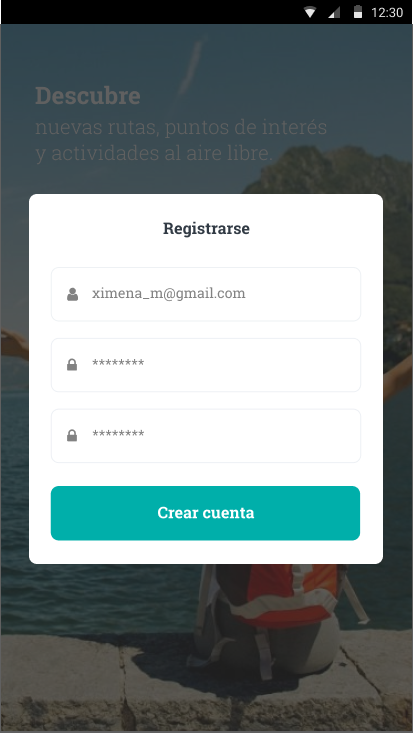 12:30
Descubre
nuevas rutas, puntos de interés
y actividades al aire libre.
Registrarse
ximena_m@gmail.com
********
********
Crear cuenta